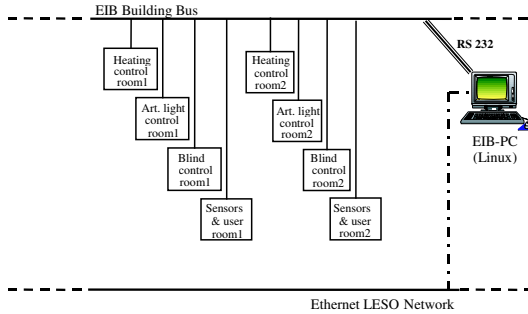 EIB Building Bus
RS 232
Heating
control
room1
Heating
control
room2
Art. light
control
room1
Art. light
control
room2
EIB-PC
(Linux)
Blind
control
room1
Blind
control
room2
Sensors
& user
room1
Sensors
& user
room2
Ethernet LESO Network